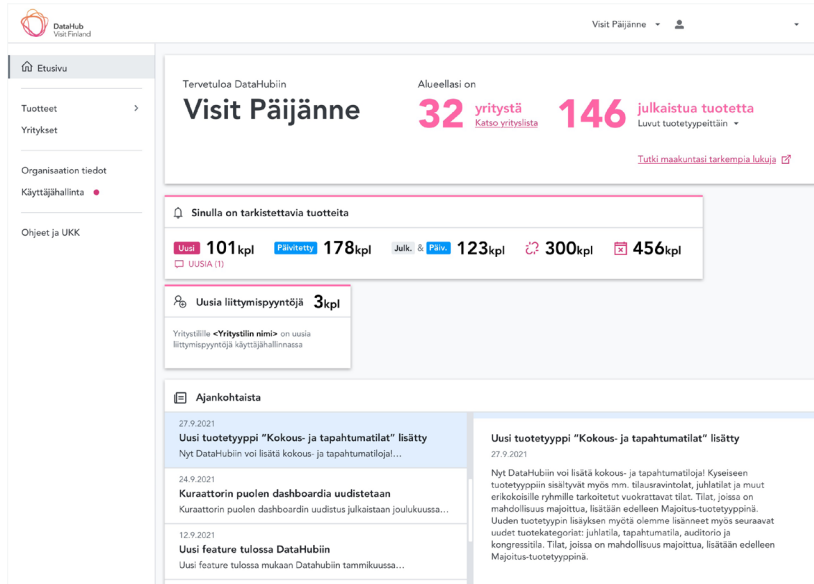 DataHub
Visit Finland
Visit Päijänne
Etusivu
Tuotteet
Yritykset
Organisaation tiedot
Käyttäjähallinta
Ohjeet ja UKK
Tervetuloa DataHubiin
Visit Päijänne
Alueellasi on
32 yritystä
Katso yrityslista
146 julkaistua tuotetta
Luvut tuotetyypeittäin
Tutki maakuntasi tarkempia lukuja
Sinulla on tarkistettavia tuotteita
Uusi 101kpl Päivitetty 178kpl Julk. & Päiv. 123kpl 300kpl 456kpl
UUSIA (1)
Uusia liittymispyyntöjä 3kpl
Yritystilille <Yritystilin nimi> on uusia
liittymispyyntöjä käyttäjähallinnassa
Ajankohtaista
27.9.2021
Uusi tuotetyyppi ”Kokous- ja tapahtumatilat” lisätty
Nyt DataHubiin voi lisätä kokous- ja tapahtumatiloja!...
24.9.2021
Kuraattorin puolen dashboardia uudistetaan
Kuraattorin puolen dashboardin uudistus julkaistaan joulukuussa...
12.9.2021
Uusi feature tulossa DataHubiin
Uusi feature tulossa mukaan Datahubiin tammikuussa...
Uusi tuotetyyppi ”Kokous- ja tapahtumatilat” lisätty
27.9.2021
Nyt DataHubiin voi lisätä kokous- ja tapahtumatiloja! Kyseiseen
tuotetyyppiin sisältyvät myös mm. tilausravintolat, juhlatilat ja muut
erikokoisille ryhmille tarkoitetut vuokrattavat tilat. Tilat, joissa on
mahdollisuus majoittua, lisätään edelleen Majoitus-tuotetyyppinä.
Uuden tuotetyypin lisäyksen myötä olemme lisänneet myös seuraavat
uudet tuotekategoriat: juhlatila, tapahtumatila, auditorio ja
kongressitila. Tilat, joissa on mahdollisuus majoittua, lisätään edelleen
Majoitus-tuotetyyppinä.